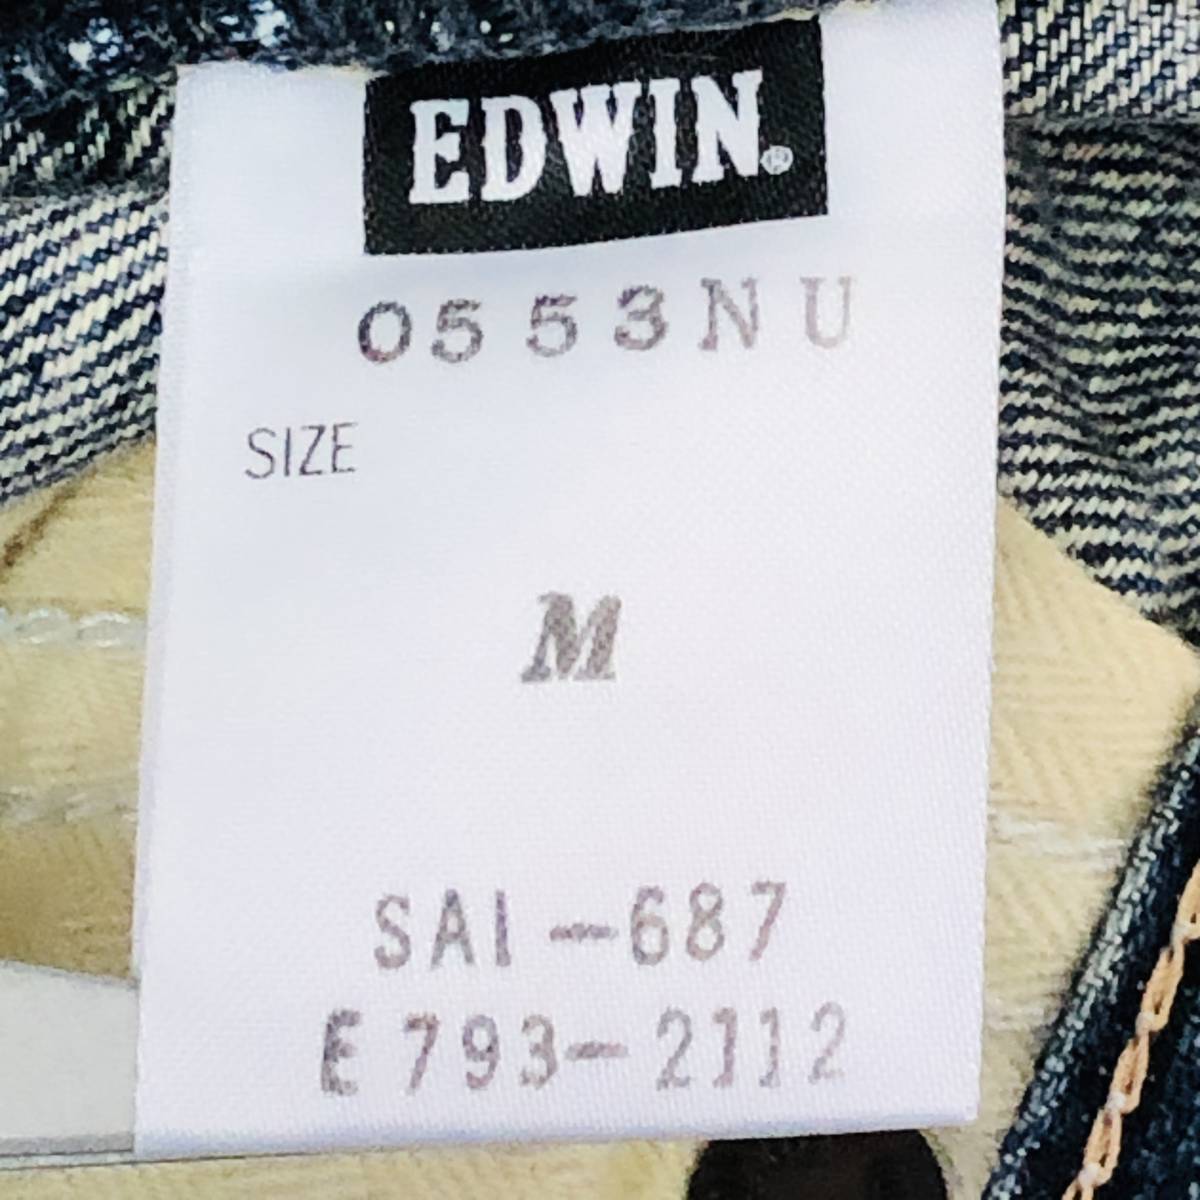 EDWIN®
0553NU
SIZE
M
SAI-687
E793-2112